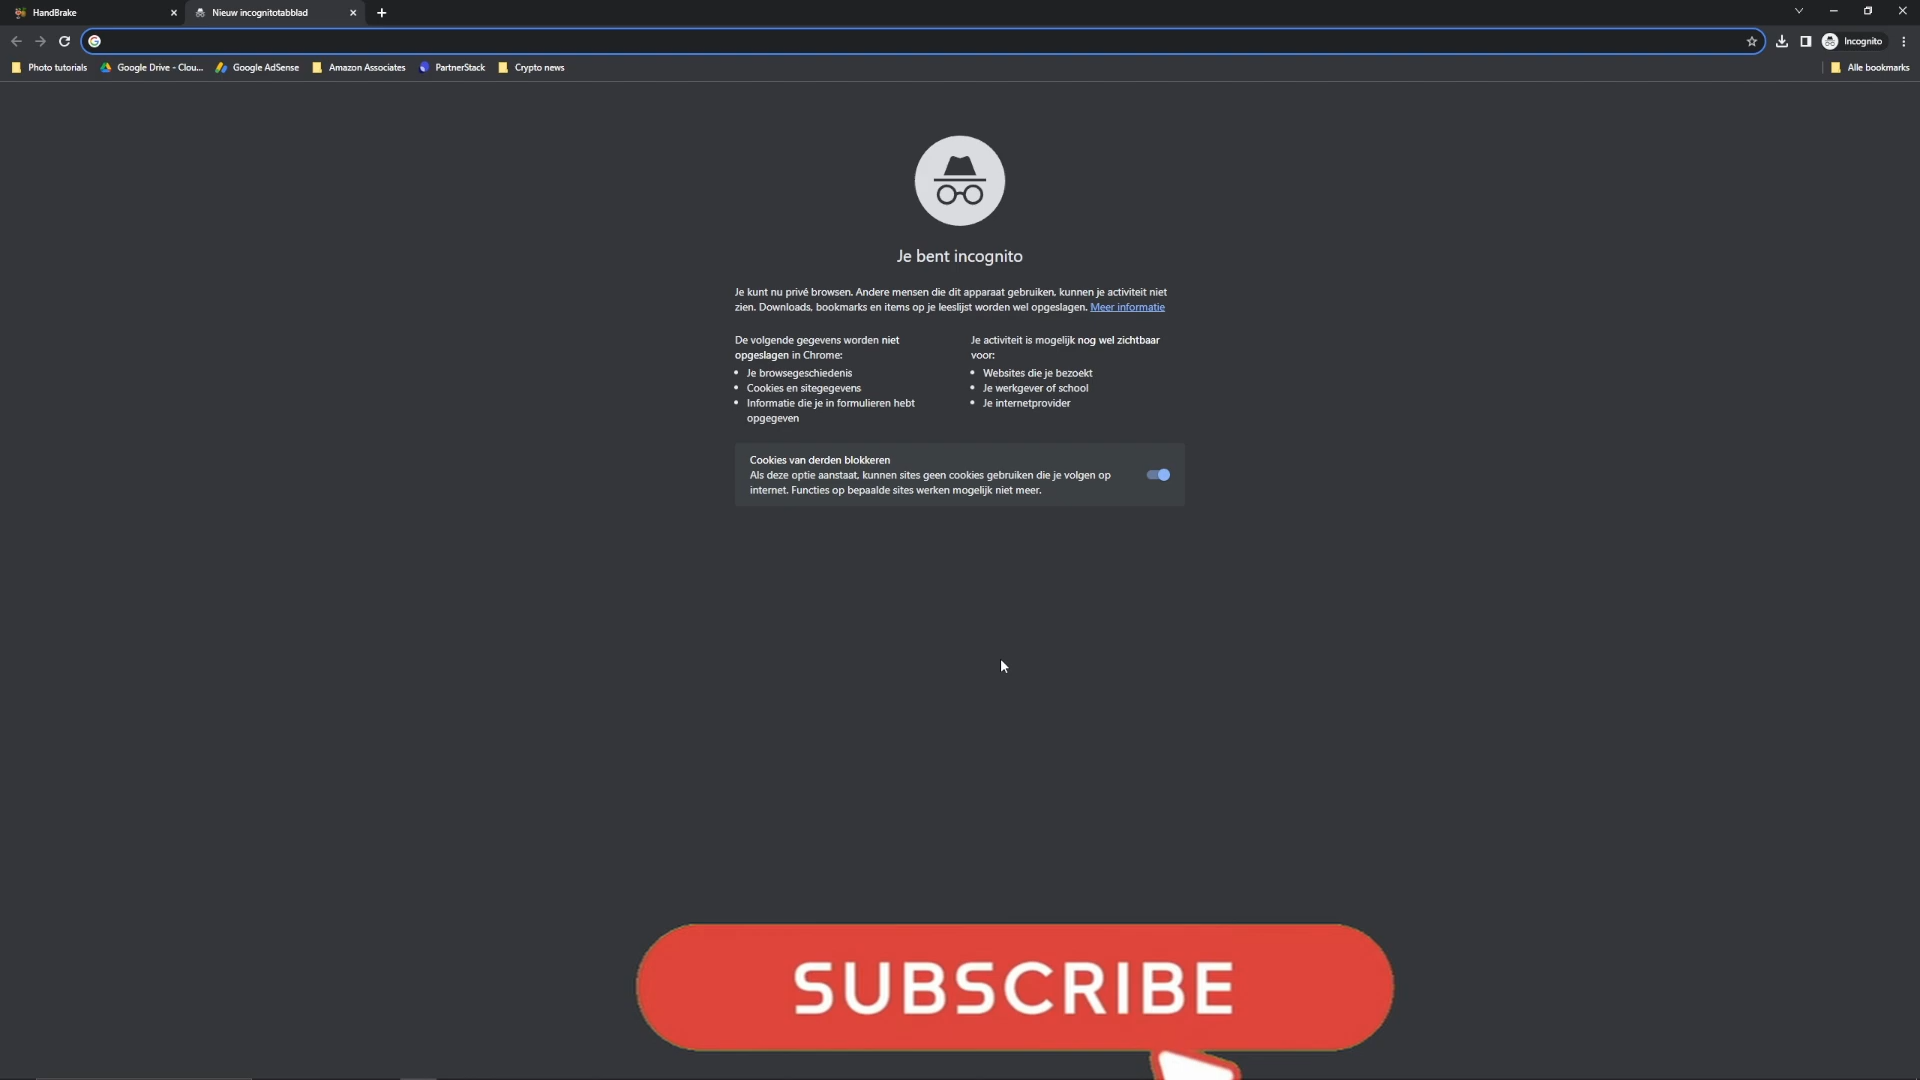 HandBrake
Nieuw incognitotabblad
Incognito
Photo tutorials
Google Drive - Clou...
Google AdSense
Amazon Associates
PartnerStack
Crypto news
Alle bookmarks
Je bent incognito
Je kunt nu privé browsen. Andere mensen die dit apparaat gebruiken, kunnen je activiteit niet
zien. Downloads, bookmarks en items op je leeslijst worden wel opgeslagen. Meer informatie
De volgende gegevens worden niet
opgeslagen in Chrome:
Je browsegeschiedenis
Cookies en sitegegevens
Informatie die je in formulieren hebt
opgegeven
Je activiteit is mogelijk nog wel zichtbaar
voor:
Websites die je bezoekt
Je werkgever of school
Je internetprovider
Cookies van derden blokkeren
Als deze optie aanstaat, kunnen sites geen cookies gebruiken die je volgen op
internet. Functies op bepaalde sites werken mogelijk niet meer.
SUBSCRIBE